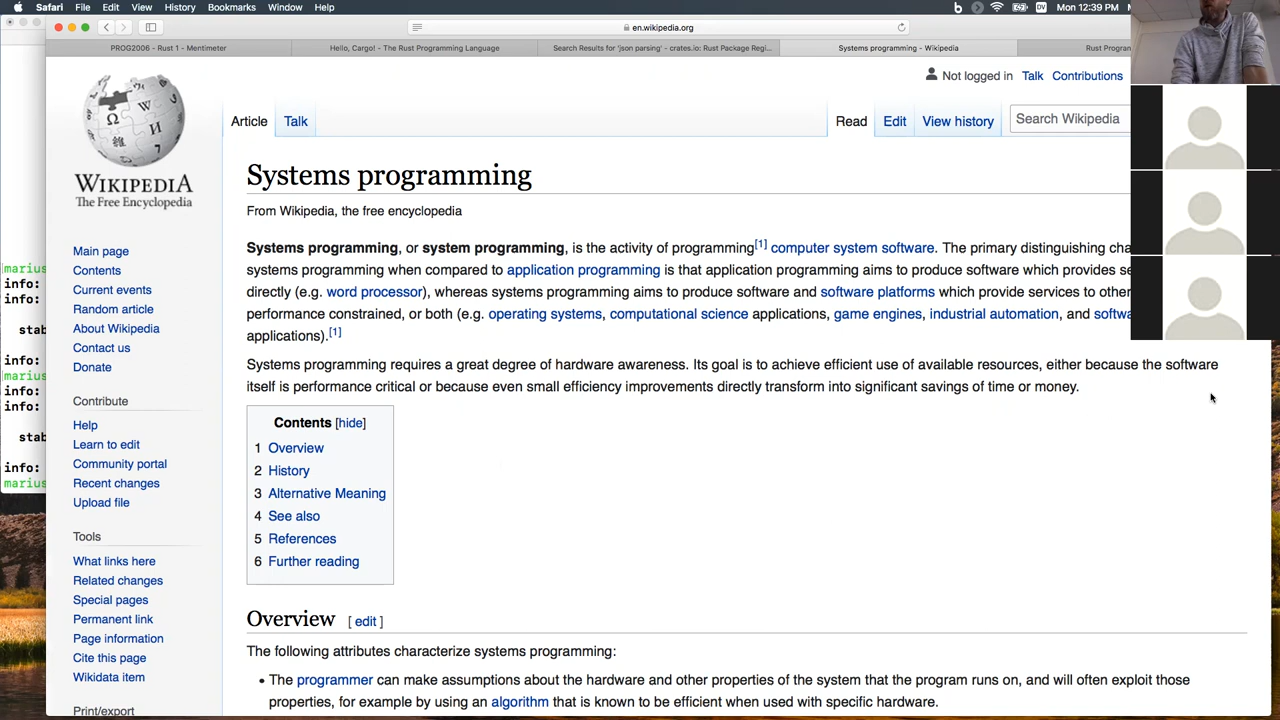 Safari File Edit View History Bookmarks Window Help
DV Mon 12:39 PM
en.wikipedia.org
PROG2006 - Rust 1 - Mentimeter
Hello, Cargo! - The Rust Programming Language
Search Results for 'json parsing' - crates.io: Rust Package Regi...
Systems programming - Wikipedia
Rust Program
Not logged in Talk Contributions
Article Talk
Read Edit View history Search Wikipedia
WIKIPEDIA
The Free Encyclopedia
Main page
Contents
Current events
Random article
About Wikipedia
Contact us
Donate
Contribute
Help
Learn to edit
Community portal
Recent changes
Upload file
Tools
What links here
Related changes
Special pages
Permanent link
Page information
Cite this page
Wikidata item
Print/export
Systems programming
From Wikipedia, the free encyclopedia
Systems programming, or system programming, is the activity of programming[1] computer system software. The primary distinguishing cha
systems programming when compared to application programming is that application programming aims to produce software which provides se
directly (e.g. word processor), whereas systems programming aims to produce software and software platforms which provide services to other
performance constrained, or both (e.g. operating systems, computational science applications, game engines, industrial automation, and softwa
applications).[1]
Systems programming requires a great degree of hardware awareness. Its goal is to achieve efficient use of available resources, either because the software
itself is performance critical or because even small efficiency improvements directly transform into significant savings of time or money.
Contents [hide]
1 Overview
2 History
3 Alternative Meaning
4 See also
5 References
6 Further reading
Overview [ edit ]
The following attributes characterize systems programming:
• The programmer can make assumptions about the hardware and other properties of the system that the program runs on, and will often exploit those
properties, for example by using an algorithm that is known to be efficient when used with specific hardware.
marius
info:
info:
stab
info:
marius
info:
info:
stab
info:
marius